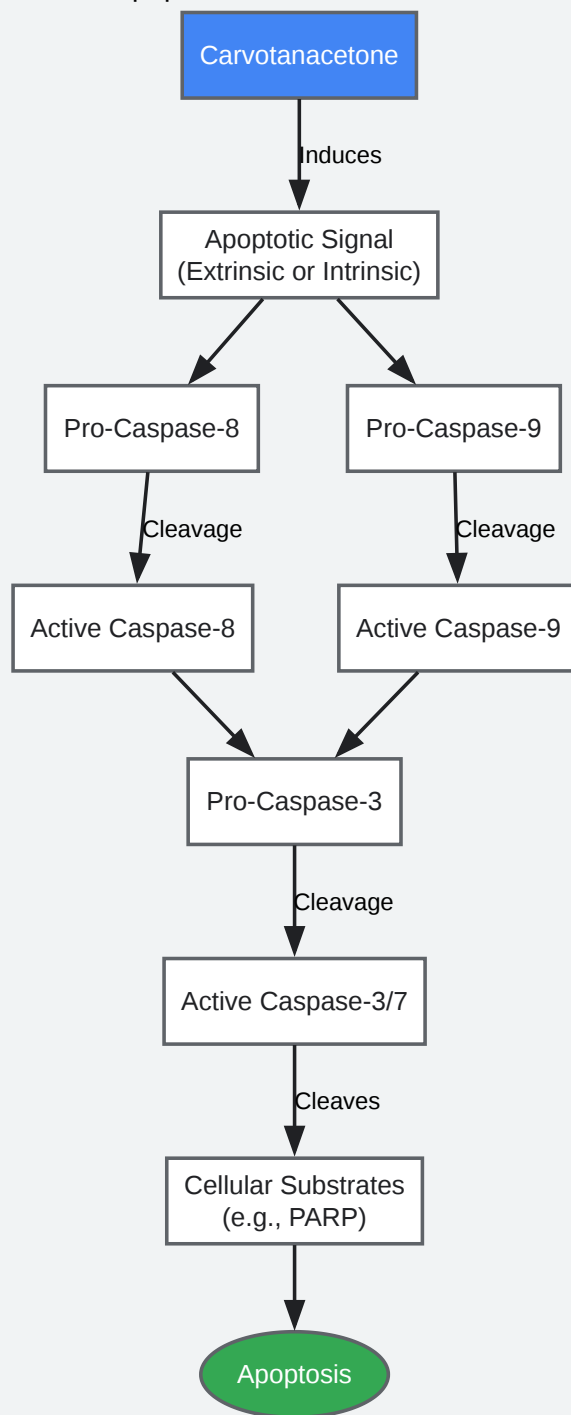 Carvotanacetone
Induces
Apoptotic Signal
(Extrinsic or Intrinsic)
Pro-Caspase-8
Pro-Caspase-9
Cleavage
Cleavage
Active Caspase-8
Active Caspase-9
Pro-Caspase-3
Cleavage
Active Caspase-3/7
Cleaves
Cellular Substrates
(e.g., PARP)
Apoptosis